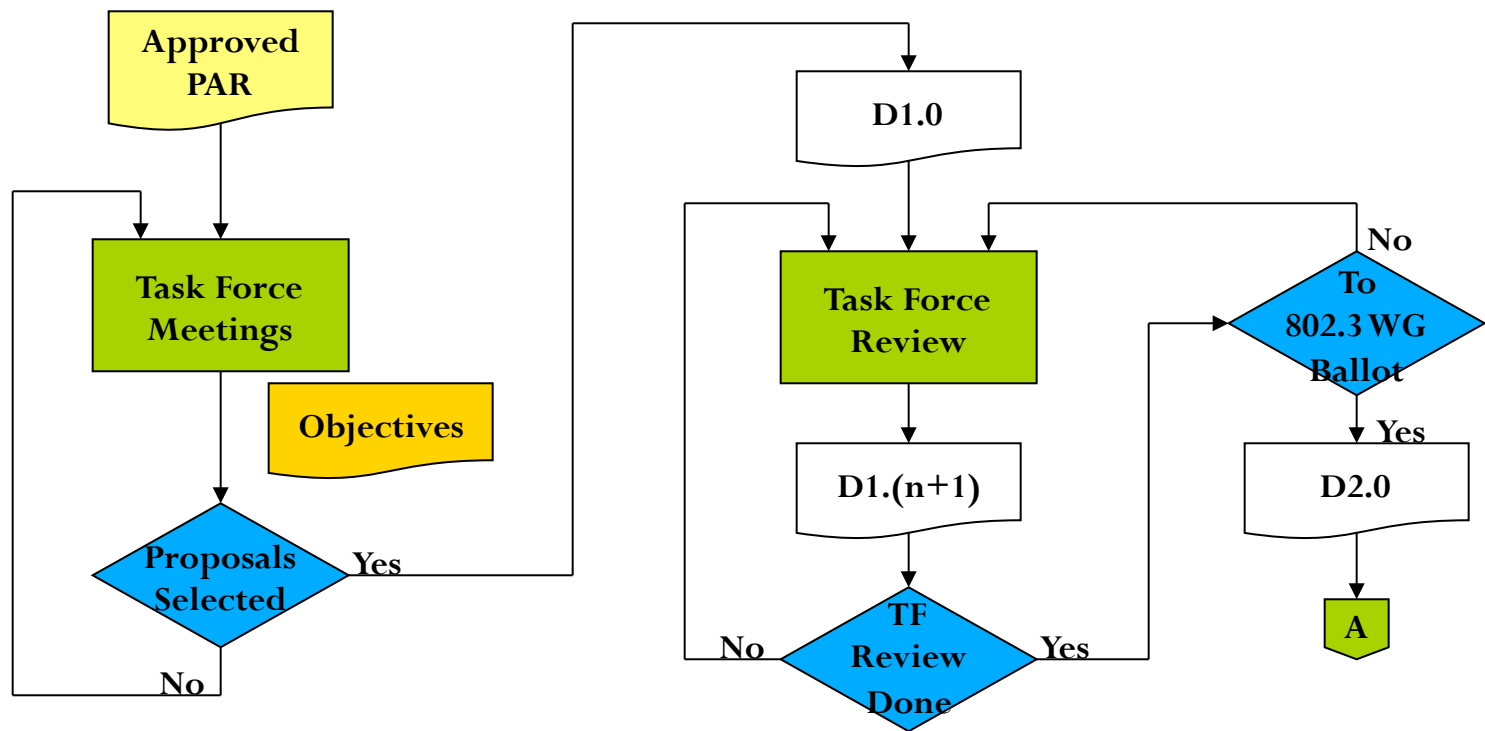 Approved
PAR
Task Force
Meetings
Objectives
Proposals
Selected
Yes
No
D1.0
Task Force
Review
D1.(n+1)
TF
Review
Done
No
Yes
To
802.3 WG
Ballot
No
Yes
D2.0
A